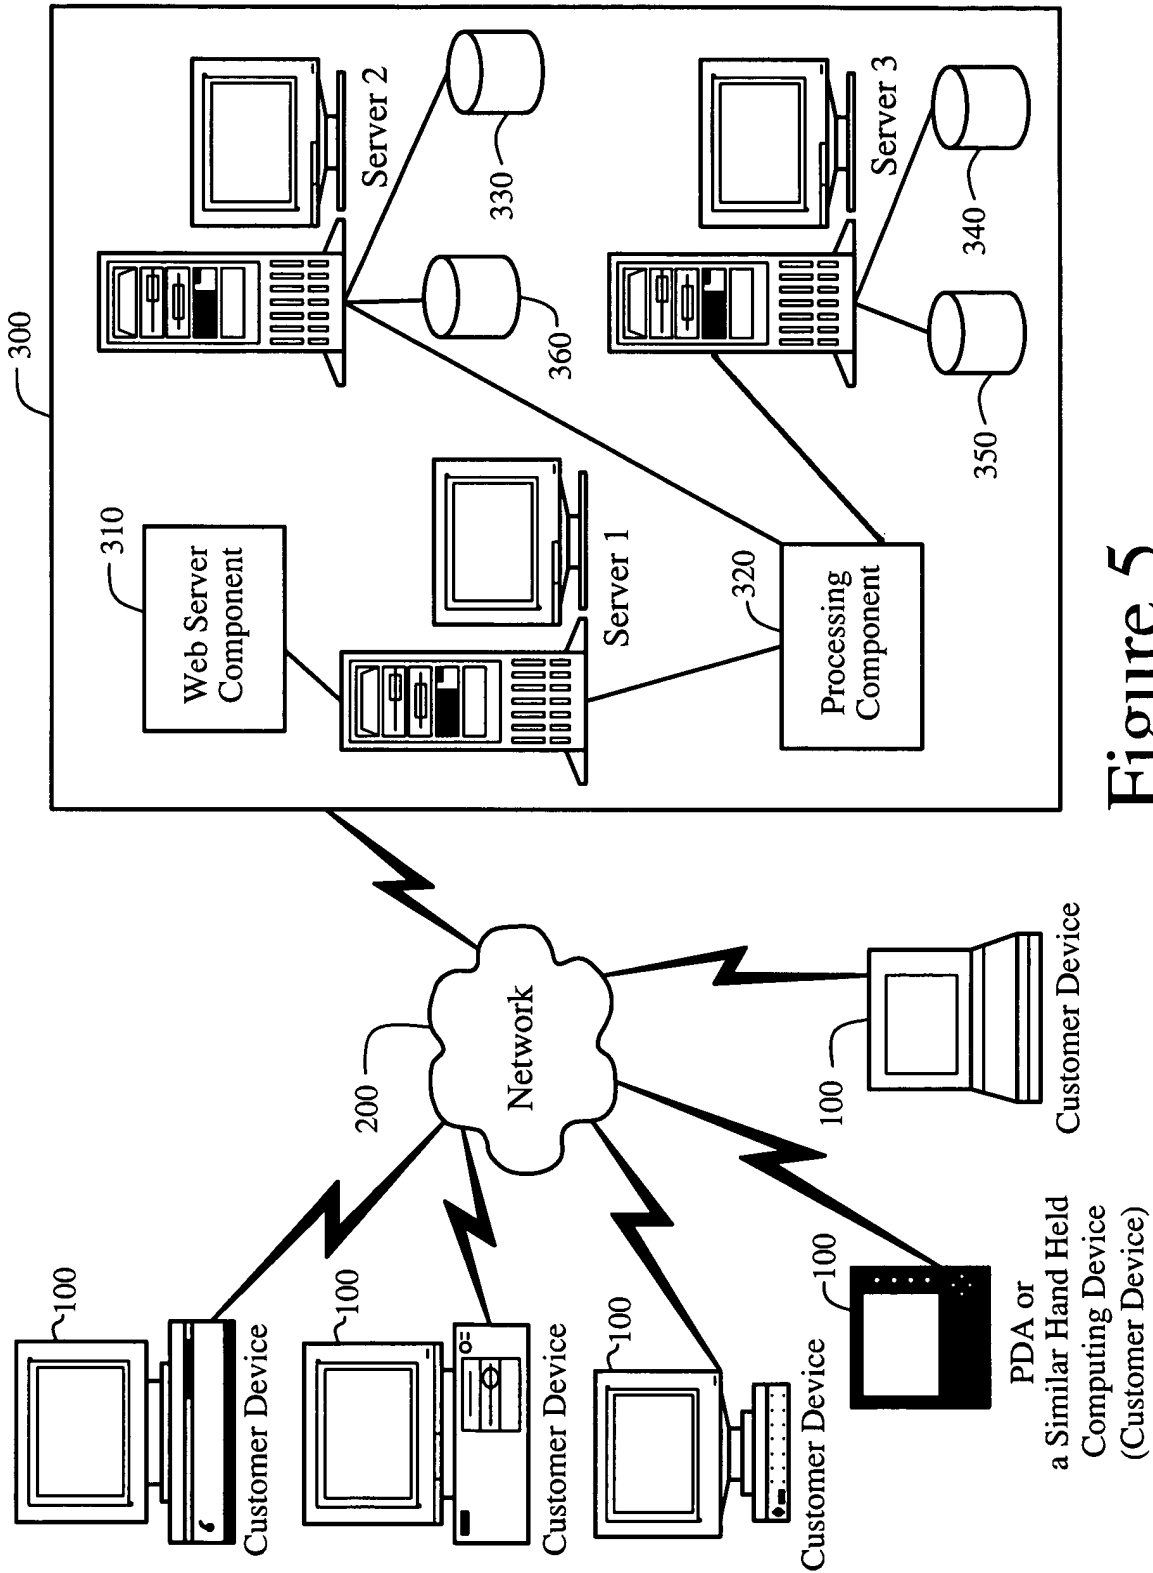 100
Customer Device
100
Customer Device
100
Customer Device
100
PDA or
a Similar Hand Held
Computing Device
(Customer Device)
100
Customer Device
200
Network
300
310
Web Server
Component
Server 1
320
Processing
Component
Server 2
330
360
Server 3
340
350
Figure 5